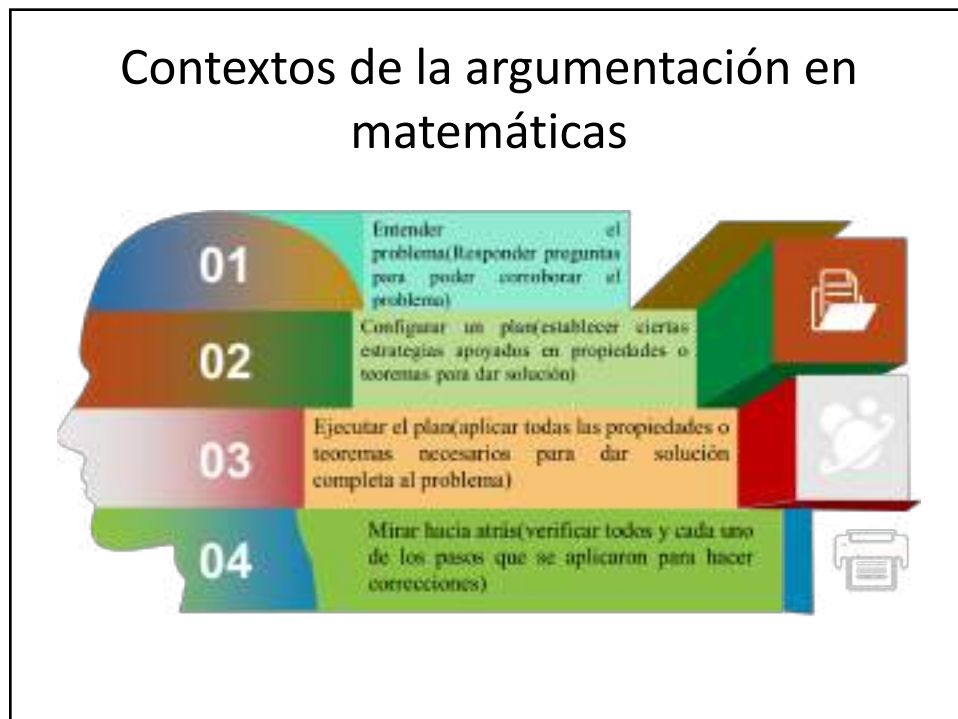 Contextos de la argumentación en
matemáticas
01
Entender el
problema(Responder preguntas
para poder corroborar el
problema)
02
Configurar un plan(establecer ciertas
estrategias apoyados en propiedades o
teoremas para dar solución)
03
Ejecutar el plan(aplicar todas las propiedades o
teoremas necesarios para dar solución
completa al problema)
04
Mirar hacia atrás(verificar todos y cada uno
de los pasos que se aplicaron para hacer
correcciones)